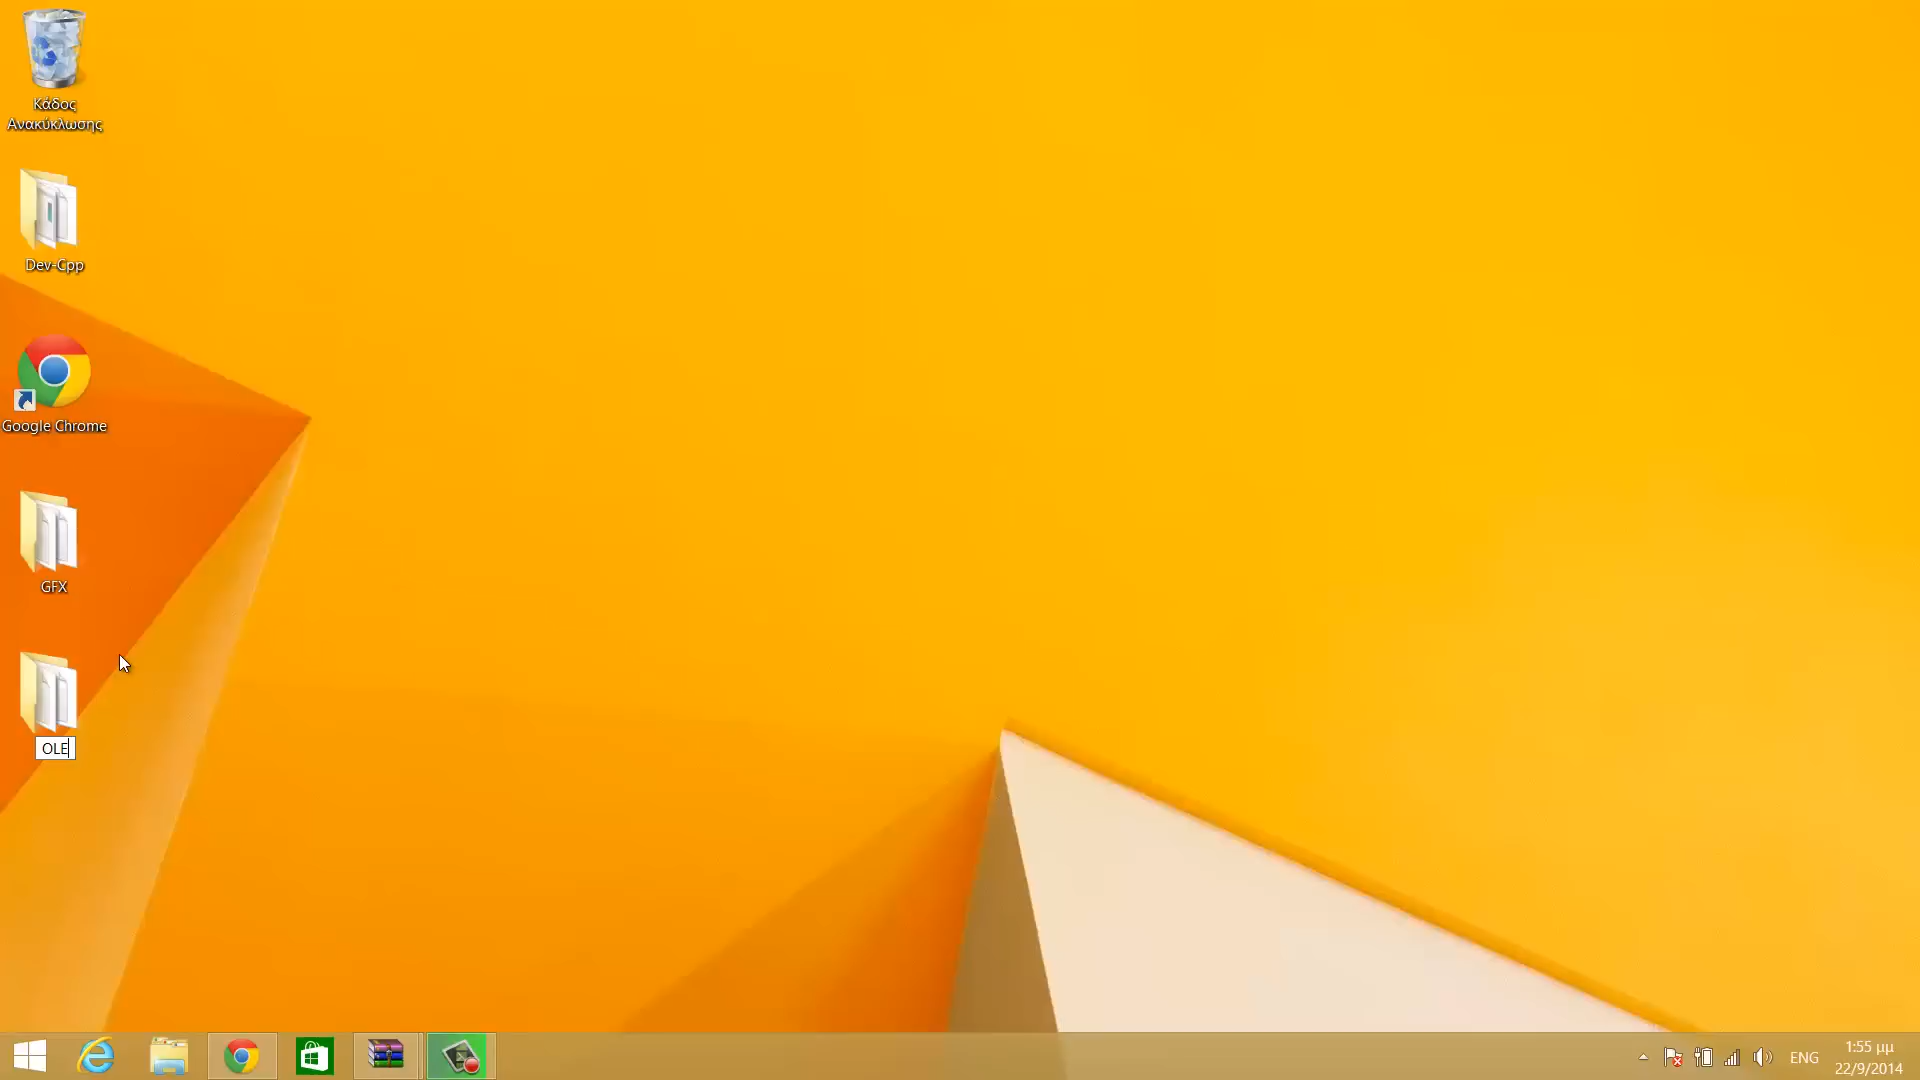 Κάδος
Ανακύκλωσης
Dev-Cpp
Google Chrome
GFX
OLE
ENG
1:55 μμ
22/9/2014